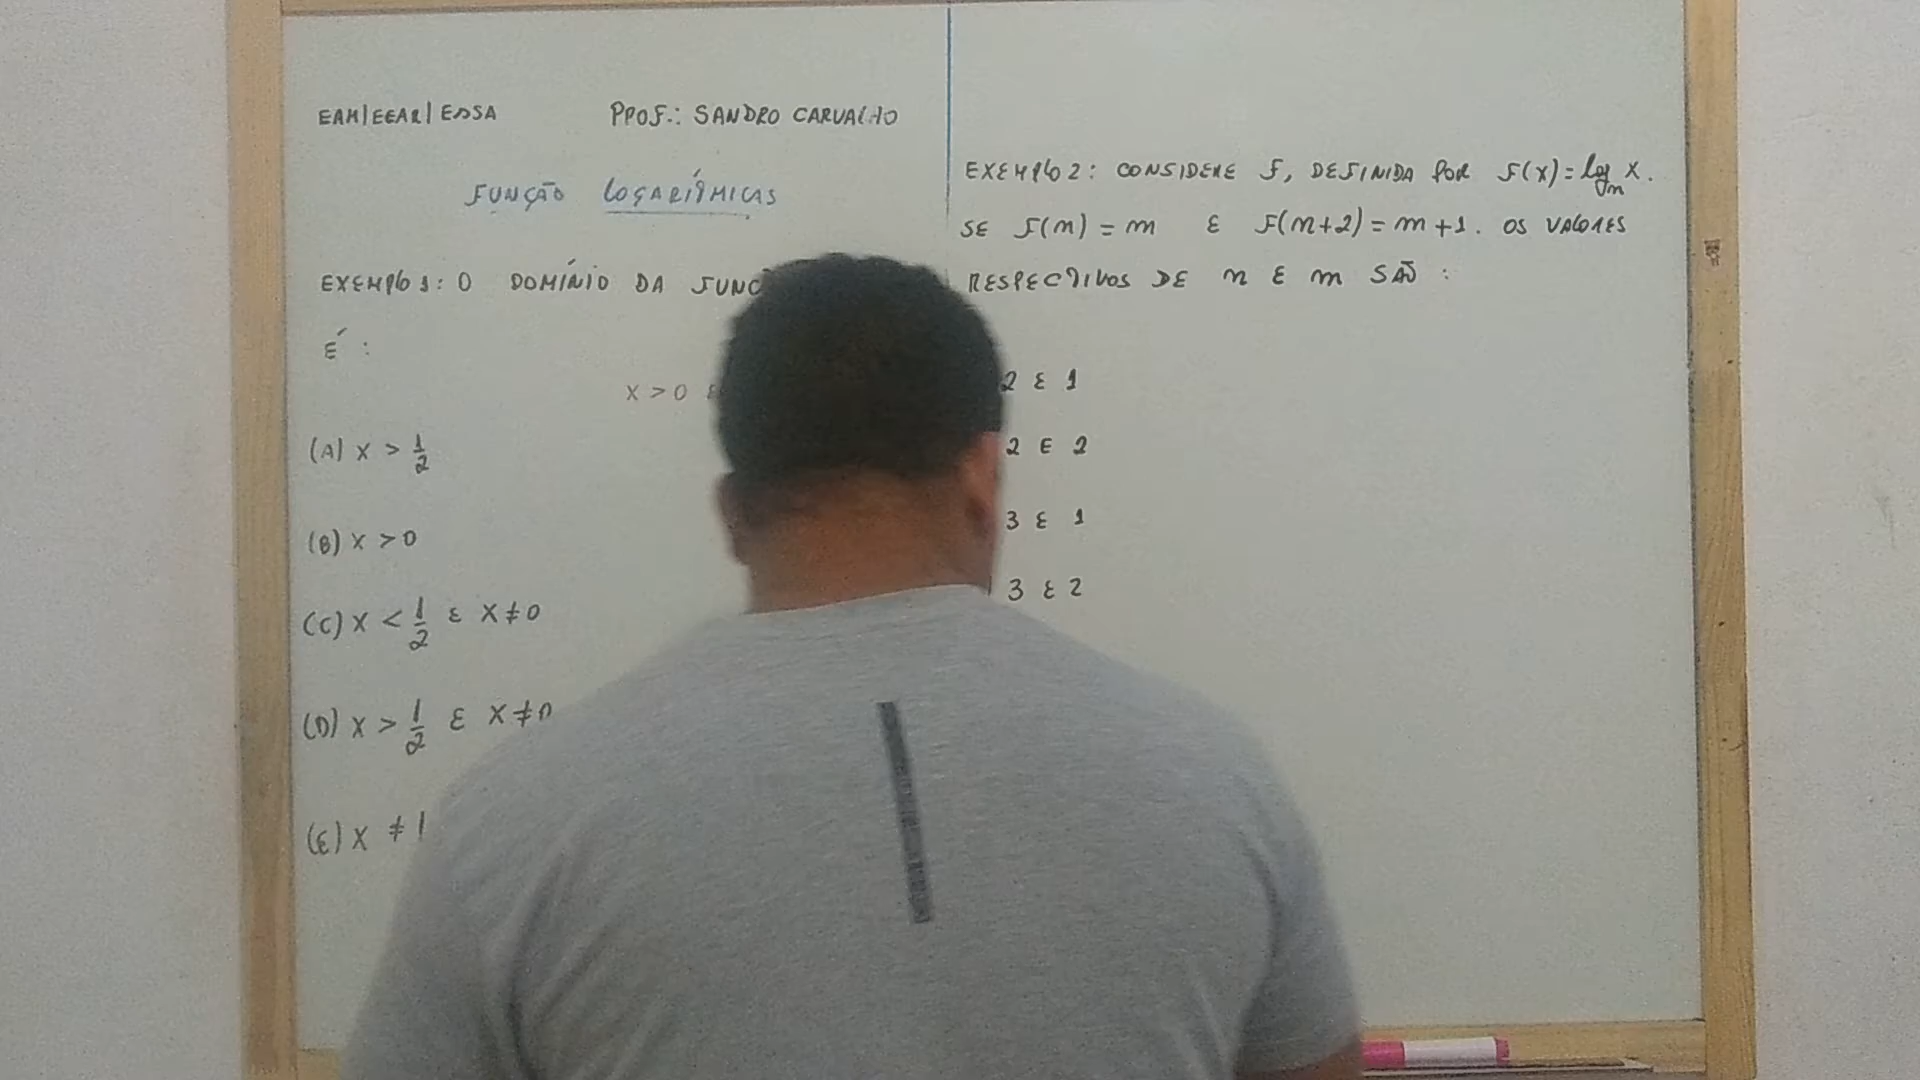 EAM|EEAR|ESSA PROF.: SANDRO CARVALHO
FUNÇÃO LOGARÍTMICAS
EXEMPLO 1: O DOMÍNIO DA FUNÇ
É :
X > 0 E
(A) X > 1/2
(B) X > 0
(C) X < 1/2 E X ≠ 0
(D) X > 1/2 E X ≠ 0
(E) X ≠ 1
EXEMPLO 2: CONSIDERE F, DEFINIDA POR F(X) = log_n X.
SE F(n) = m E F(n+2) = m+1. OS VALORES
RESPECTIVOS DE n E m SÃO :
2 E 1
2 E 2
3 E 1
3 E 2